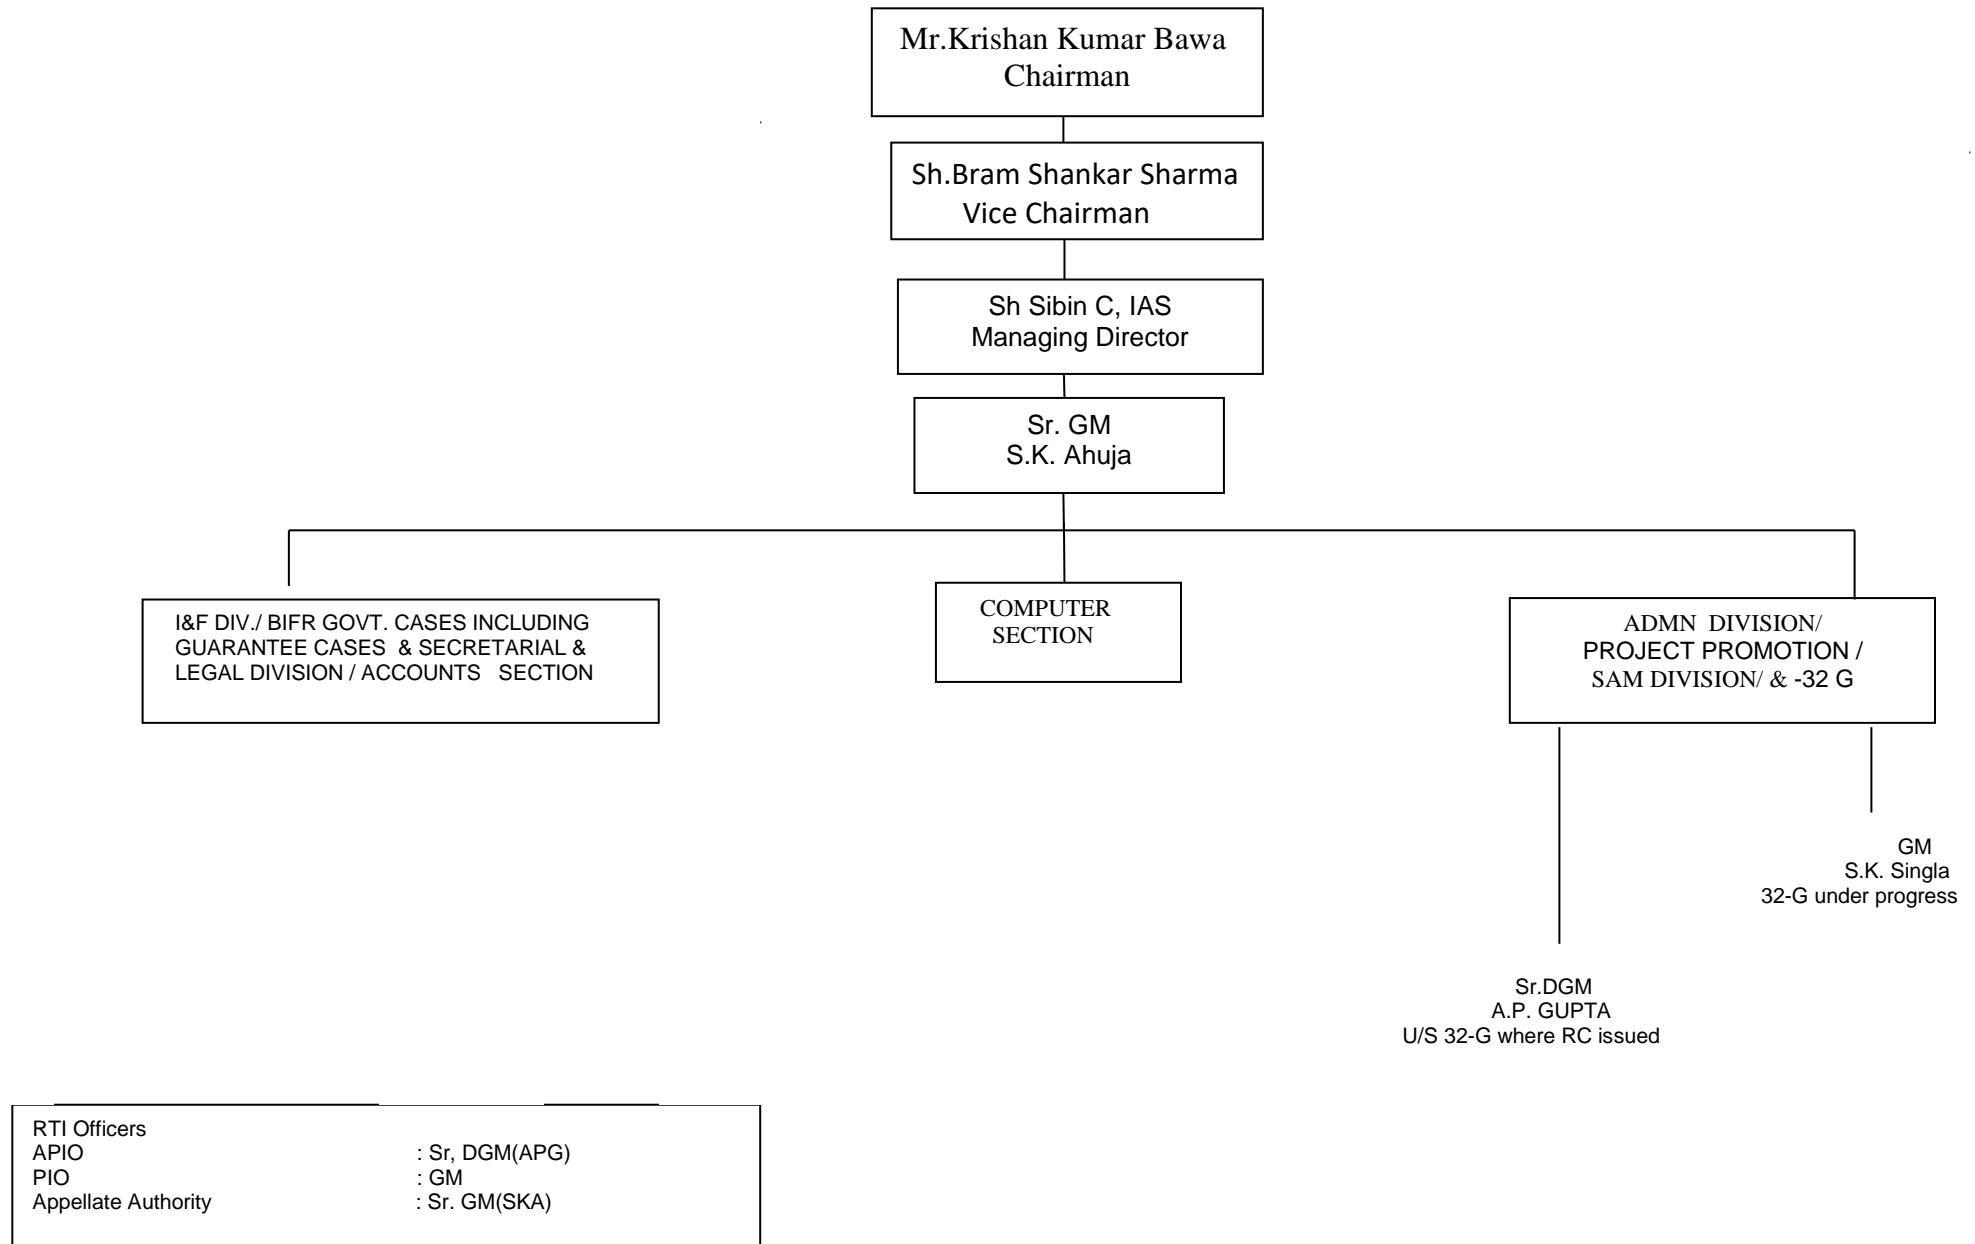 Mr.Krishan Kumar Bawa
Chairman
Sh.Bram Shankar Sharma
Vice Chairman
Sh Sibin C, IAS
Managing Director
Sr. GM
S.K. Ahuja
I&F DIV./ BIFR GOVT. CASES INCLUDING
GUARANTEE CASES & SECRETARIAL &
LEGAL DIVISION / ACCOUNTS SECTION
COMPUTER
SECTION
ADMN DIVISION/
PROJECT PROMOTION /
SAM DIVISION/ & -32 G
GM
S.K. Singla
32-G under progress
Sr.DGM
A.P. GUPTA
U/S 32-G where RC issued
RTI Officers
APIO : Sr, DGM(APG)
PIO : GM
Appellate Authority : Sr. GM(SKA)